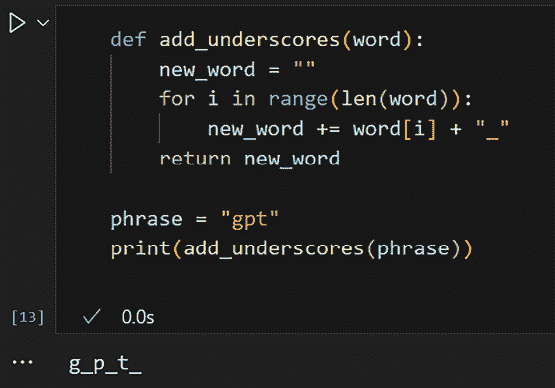 def add_underscores(word):
    new_word = ""
    for i in range(len(word)):
        new_word += word[i] + "_"
    return new_word

phrase = "gpt"
print(add_underscores(phrase))
[13] ✓ 0.0s
... g_p_t_